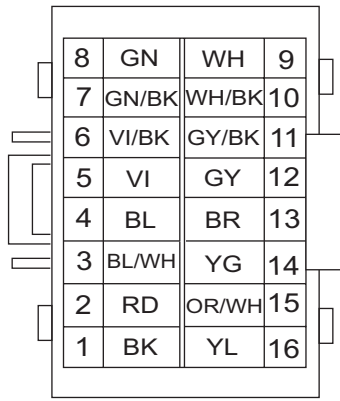 8 GN WH 9
7 GN/BK WH/BK 10
6 VI/BK GY/BK 11
5 VI GY 12
4 BL BR 13
3 BL/WH YG 14
2 RD OR/WH 15
1 BK YL 16